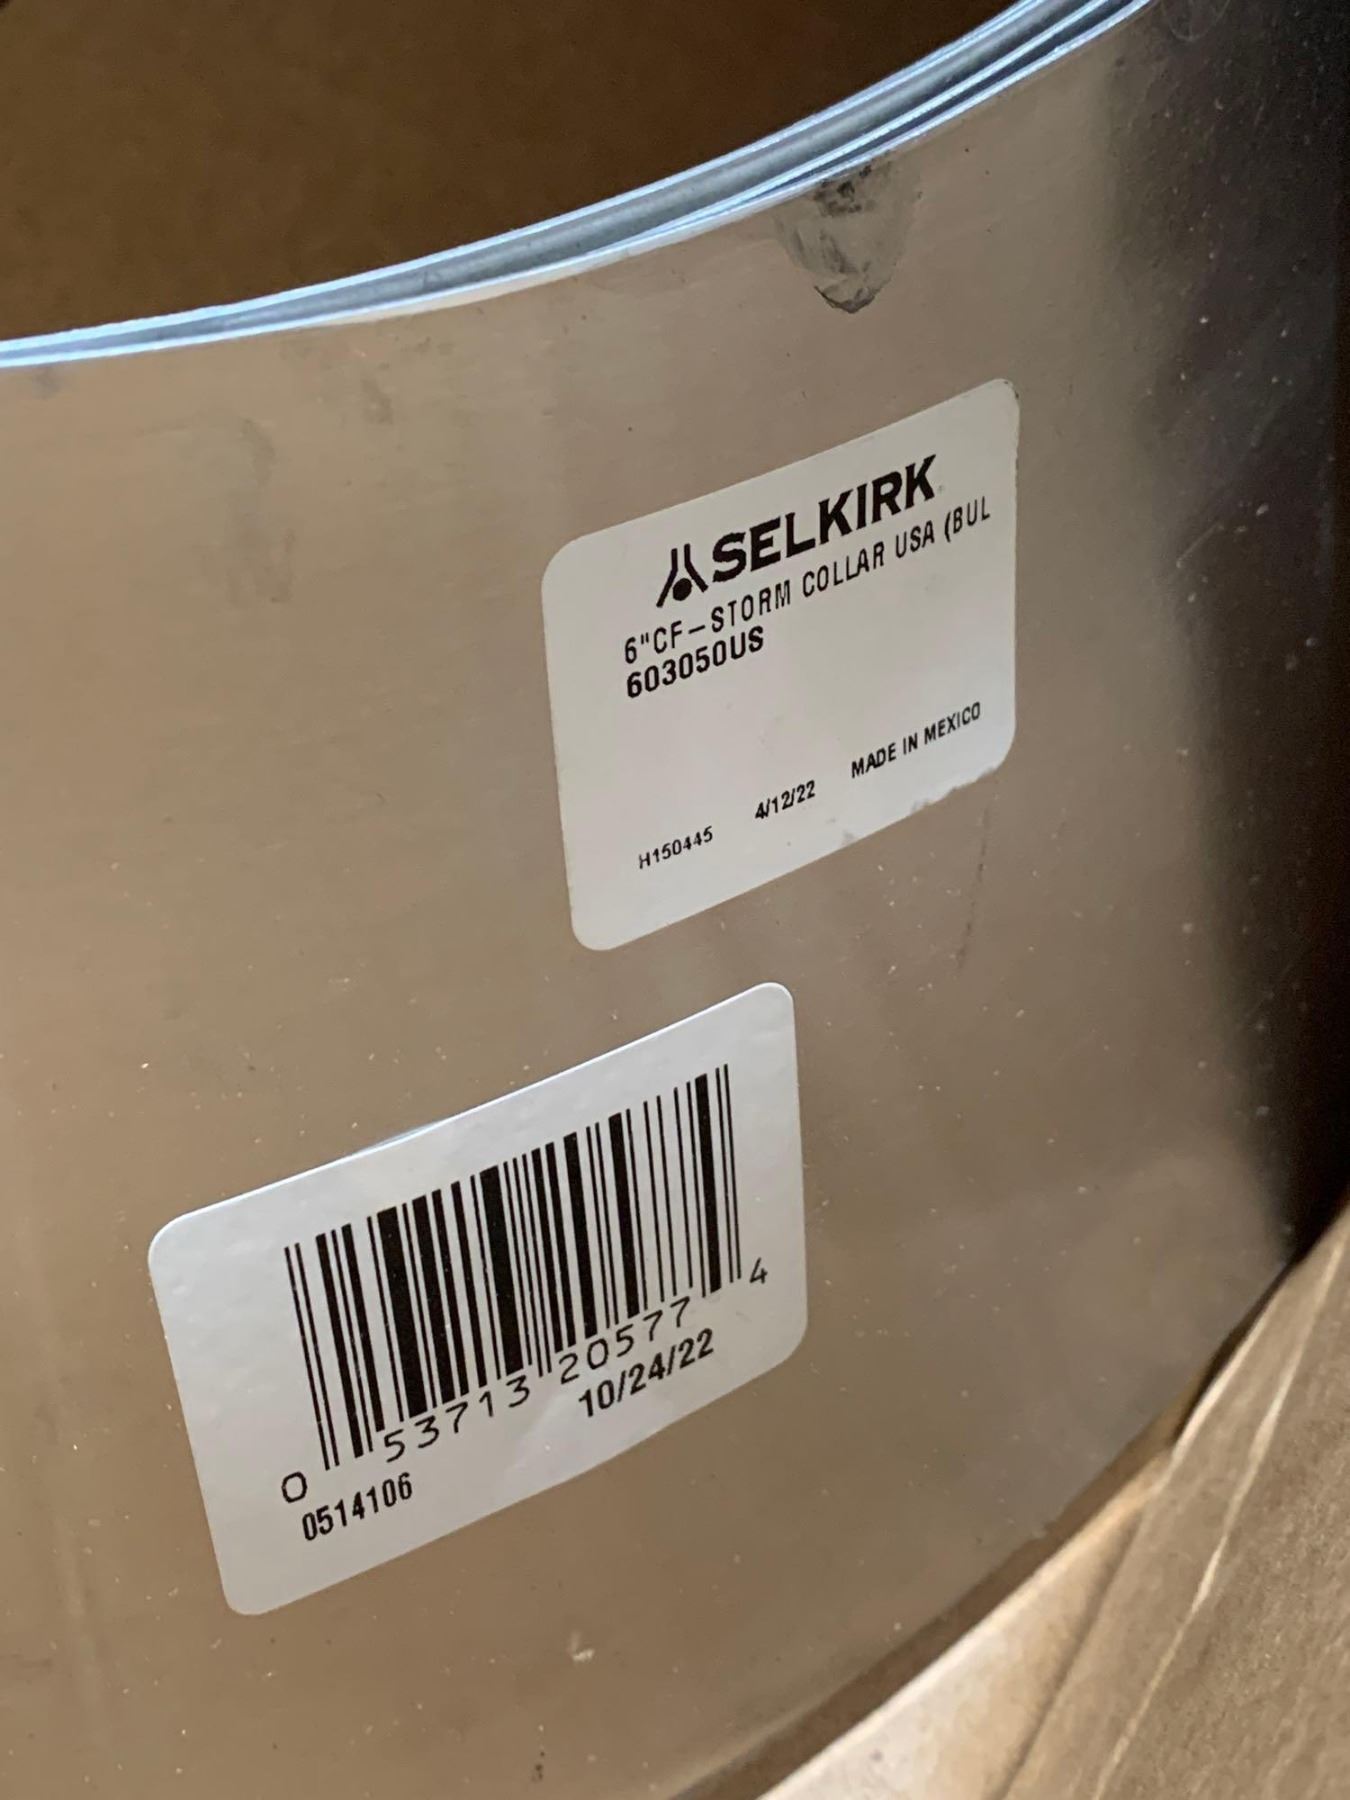 SELKIRK
6"CF-STORM COLLAR USA (BUL
603050US
H150445 4/12/22 MADE IN MEXICO
0 53713 20577 4
0514106 10/24/22